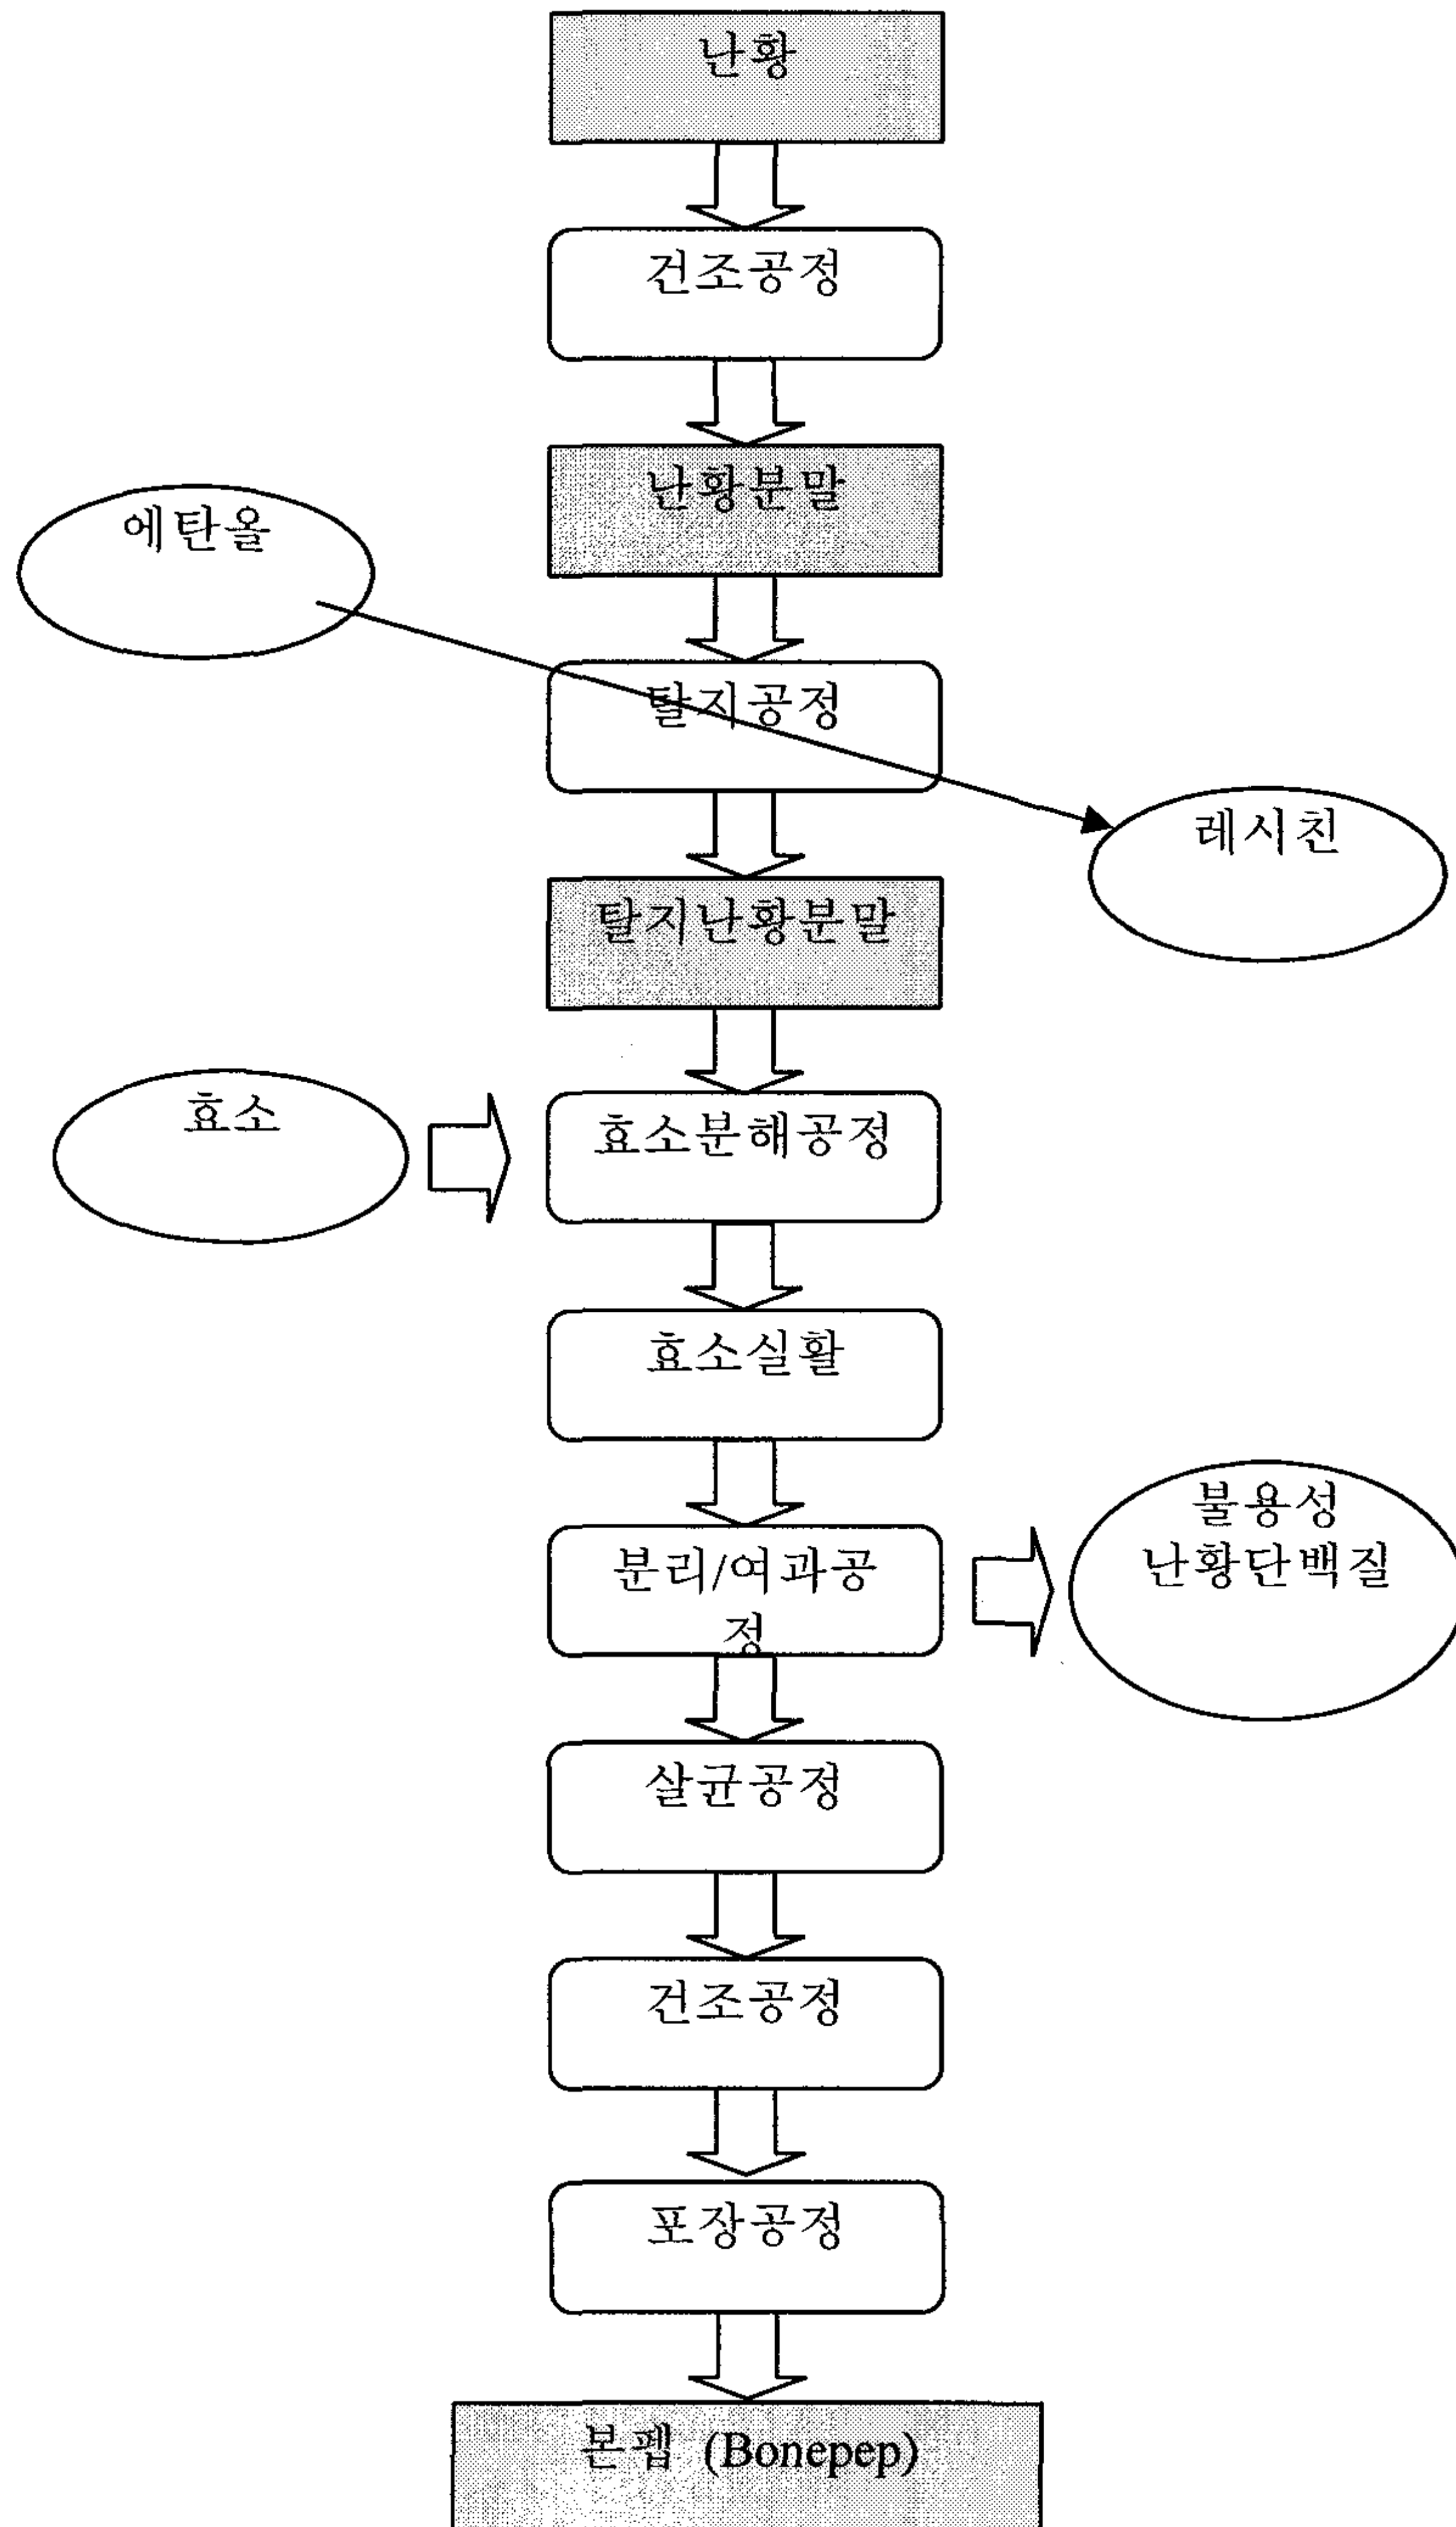 난황
건조공정
난황분말
에탄올
탈지공정
레시친
탈지난황분말
효소
효소분해공정
효소실활
분리/여과공
정
불용성
난황단백질
살균공정
건조공정
포장공정
본펩 (Bonepep)